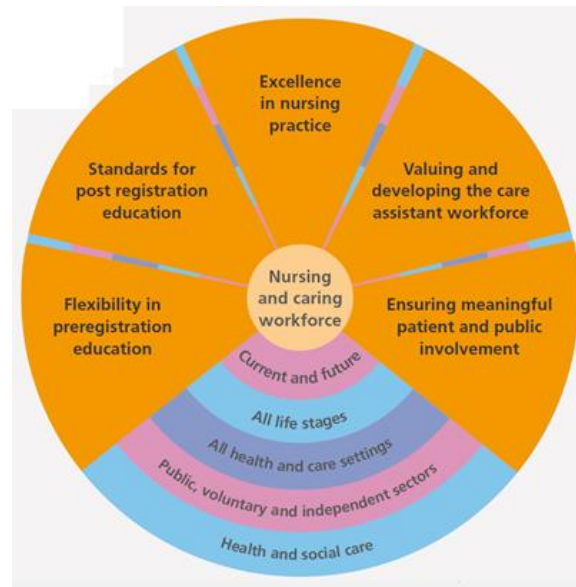 Excellence
in nursing
practice
Standards for
post registration
education
Valuing and
developing the care
assistant workforce
Flexibility in
preregistration
education
Nursing
and caring
workforce
Ensuring meaningful
patient and public
involvement
Current and future
All life stages
All health and care settings
Public, voluntary and independent sectors
Health and social care